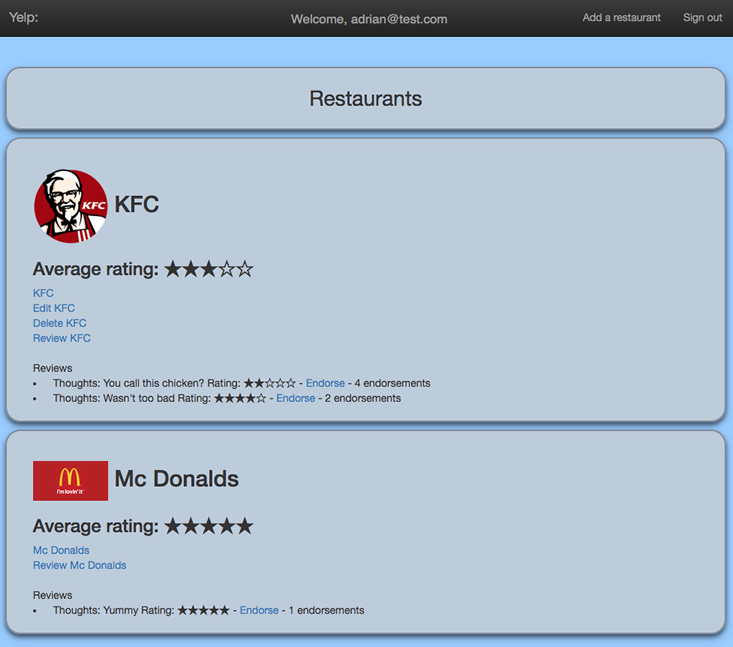 Yelp: Welcome, adrian@test.com Add a restaurant Sign out
Restaurants
KFC KFC
Average rating: ★★★☆☆
KFC
Edit KFC
Delete KFC
Review KFC
Reviews
• Thoughts: You call this chicken? Rating: ★★☆☆☆ - Endorse - 4 endorsements
• Thoughts: Wasn't too bad Rating: ★★★★☆ - Endorse - 2 endorsements
i'm lovin' it Mc Donalds
Average rating: ★★★★★
Mc Donalds
Review Mc Donalds
Reviews
• Thoughts: Yummy Rating: ★★★★★ - Endorse - 1 endorsements